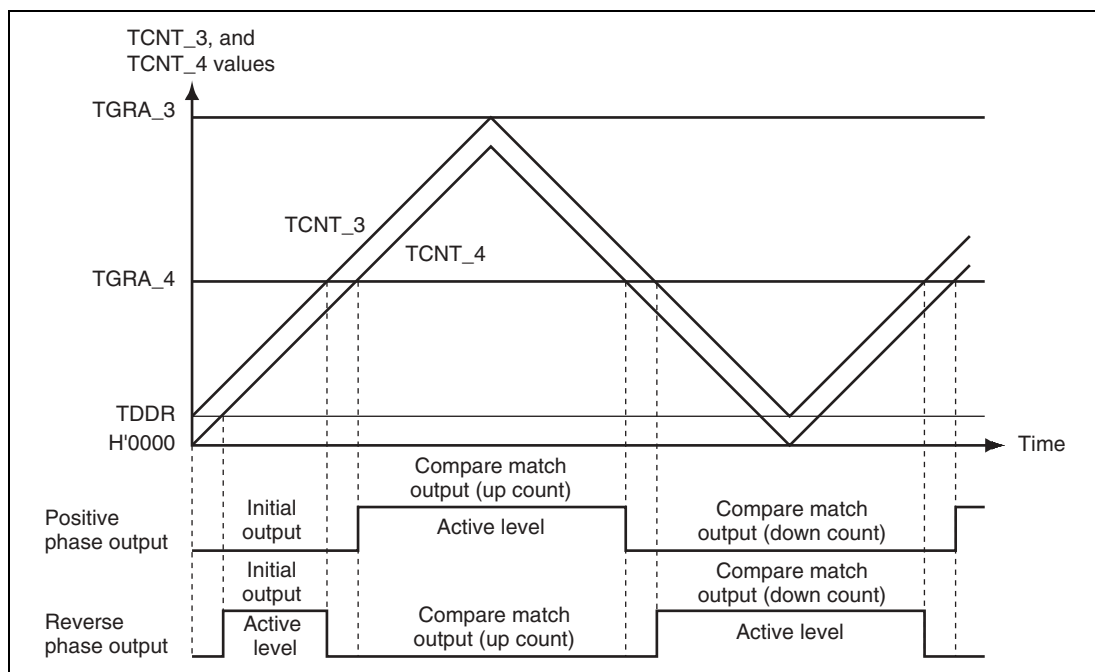 TCNT_3, and
TCNT_4 values
TGRA_3
TCNT_3
TCNT_4
TGRA_4
TDDR
H'0000
Time
Compare match
output (up count)
Initial
output
Compare match
output (down count)
Positive
phase output
Active level
Initial
output
Compare match
output (down count)
Reverse
phase output
Active
level
Compare match
output (up count)
Active level